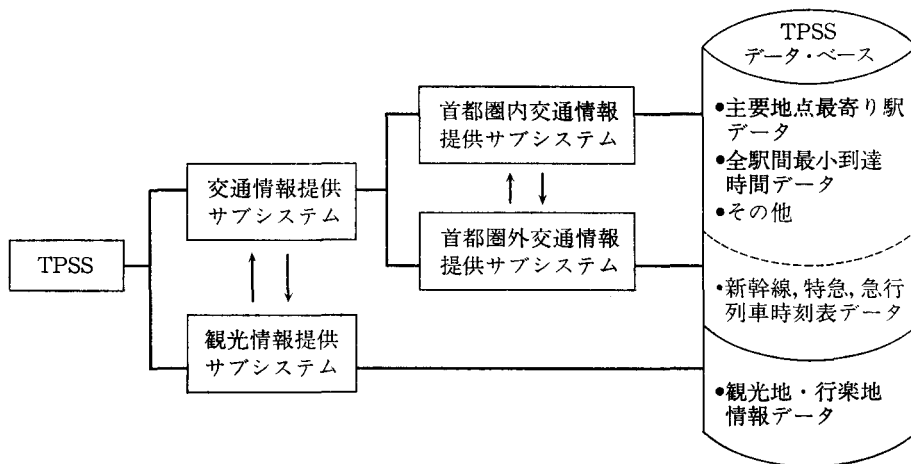 TPSS
交通情報提供
サブシステム
観光情報提供
サブシステム
首都圏内交通情報
提供サブシステム
首都圏外交通情報
提供サブシステム
TPSS
データ・ベース
•主要地点最寄り駅
データ
•全駅間最小到達
時間データ
•その他
•新幹線,特急,急行
列車時刻表データ
•観光地・行楽地
情報データ